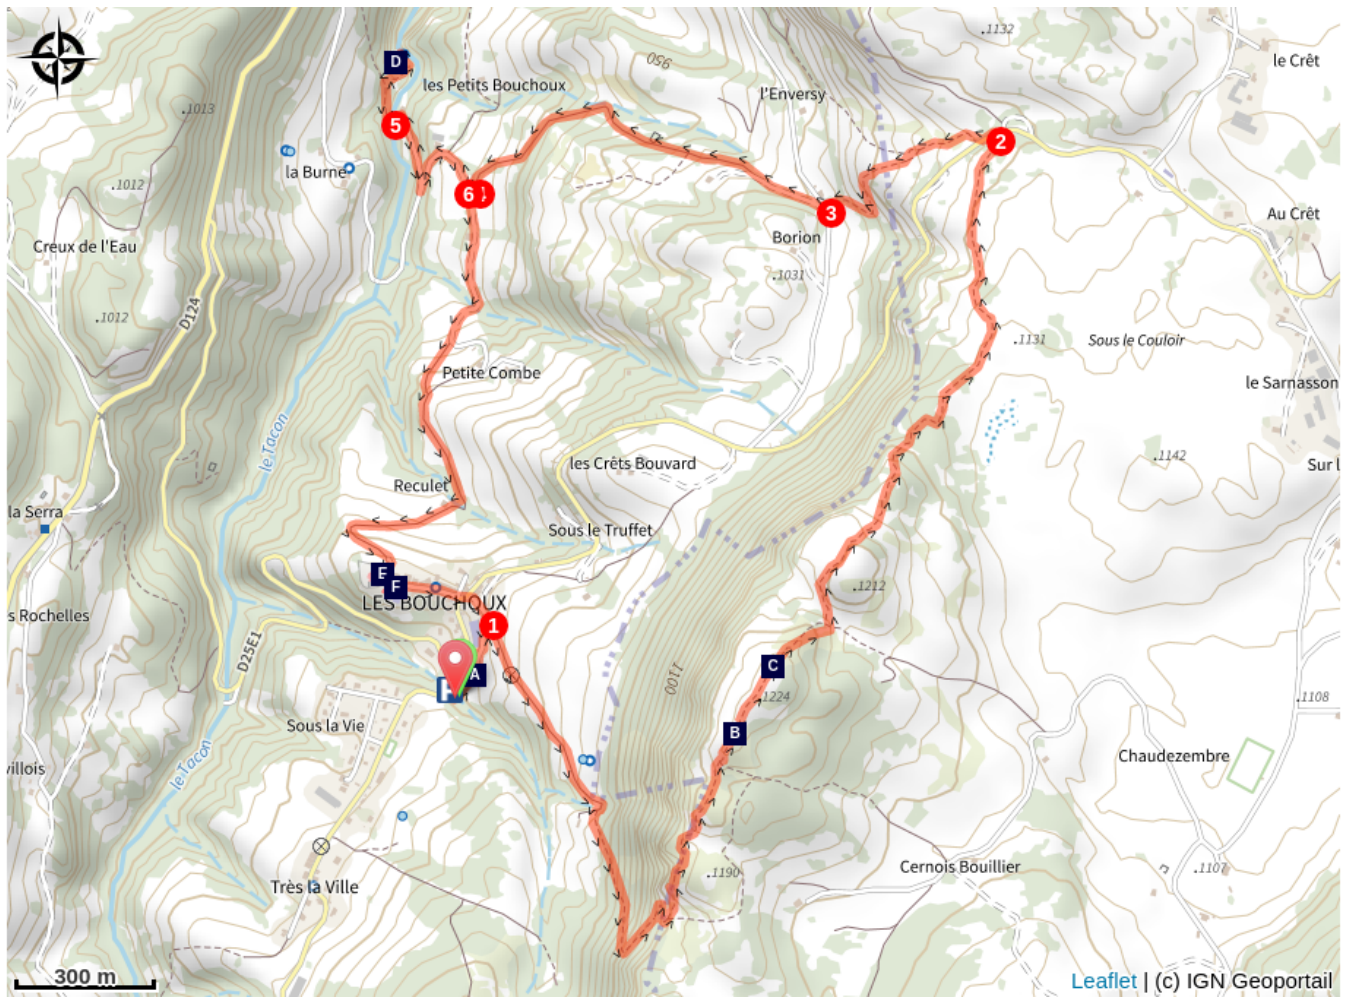 .1132
950
le Crêt
D
les Petits Bouchoux
l'Enversy
.1013
5
2
la Burne
.1012
6
3
Au Crêt
Creux de l'Eau
Borion
.1031
.1012
D124
.1131
Sous le Couloir
Petite Combe
le Sarnasson
le Tacon
les Crêts Bouvard
.1142
Sur l
Reculet
la Serra
Sous le Truffet
E
F
.1212
LES BOUCHOUX
s Rochelles
1
D25E1
C
1100
A
.1224
.1108
Sous la Vie
B
Chaudezembre
le Tacon
villois
Cernois Bouillier
.1190
.1107
Très la Ville
300 m
Leaflet | (c) IGN Geoportail